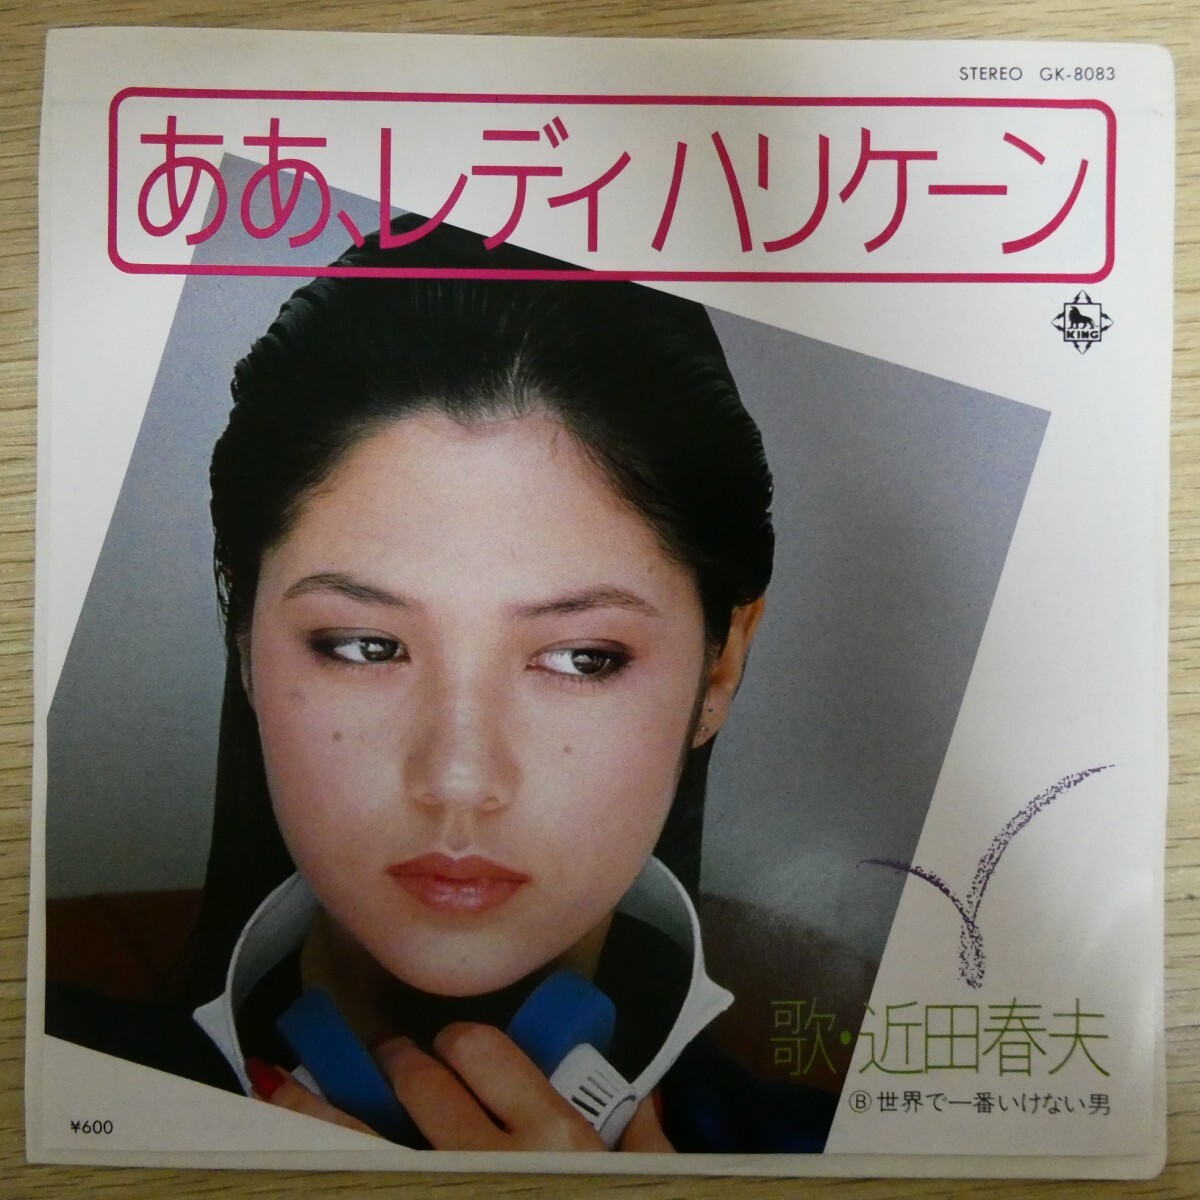 STEREO GK-8083
ああ、レディハリケーン
KING
歌・近田春夫
Ⓑ世界で一番いけない男
¥600